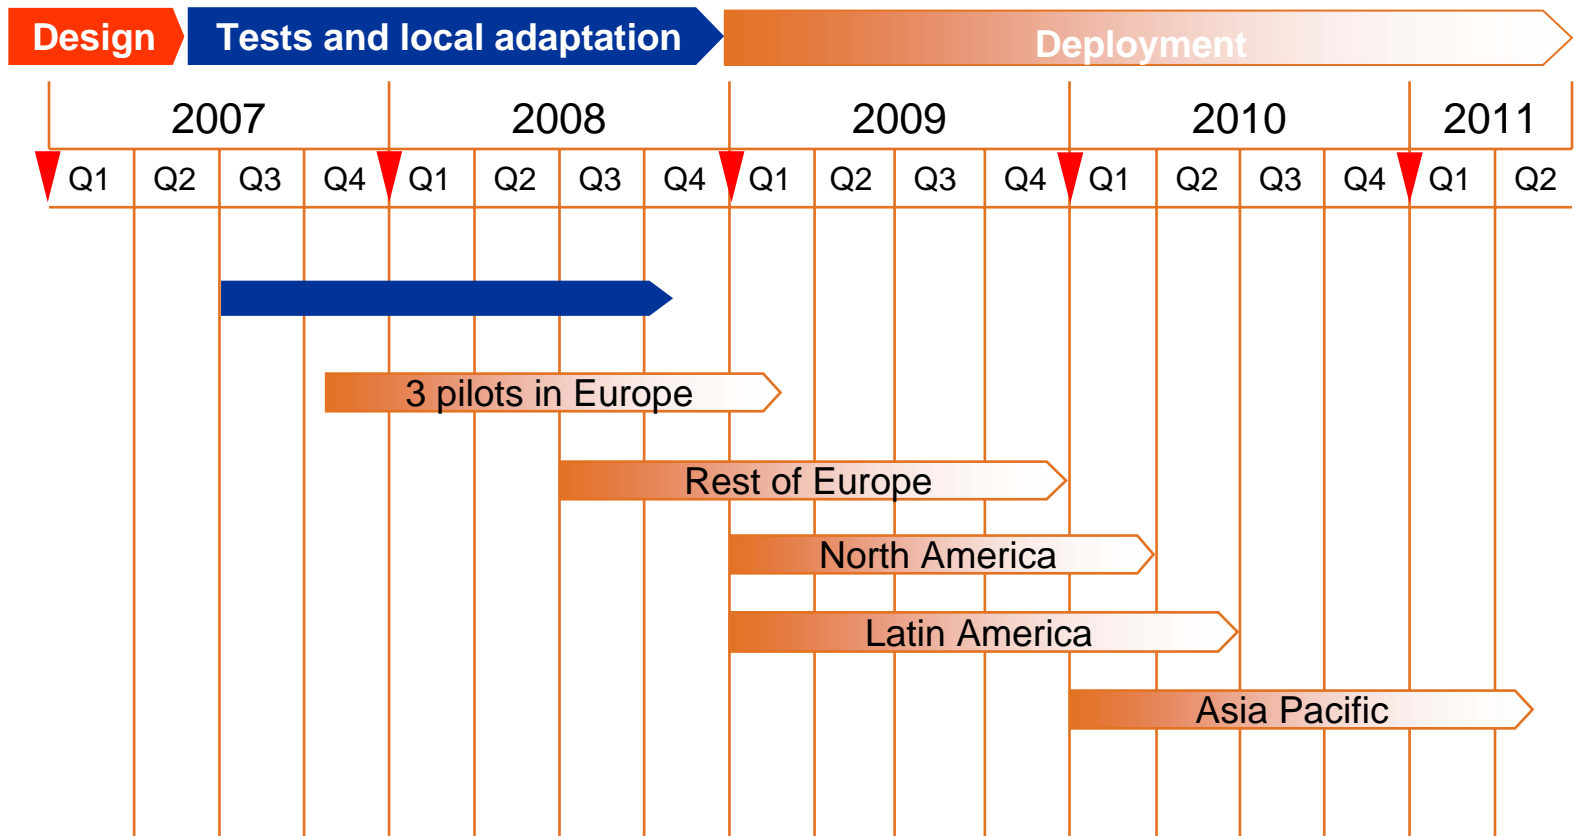 Design Tests and local adaptation Deployment
2007 2008 2009 2010 2011
Q1 Q2 Q3 Q4 Q1 Q2 Q3 Q4 Q1 Q2 Q3 Q4 Q1 Q2 Q3 Q4 Q1 Q2
3 pilots in Europe
Rest of Europe
North America
Latin America
Asia Pacific